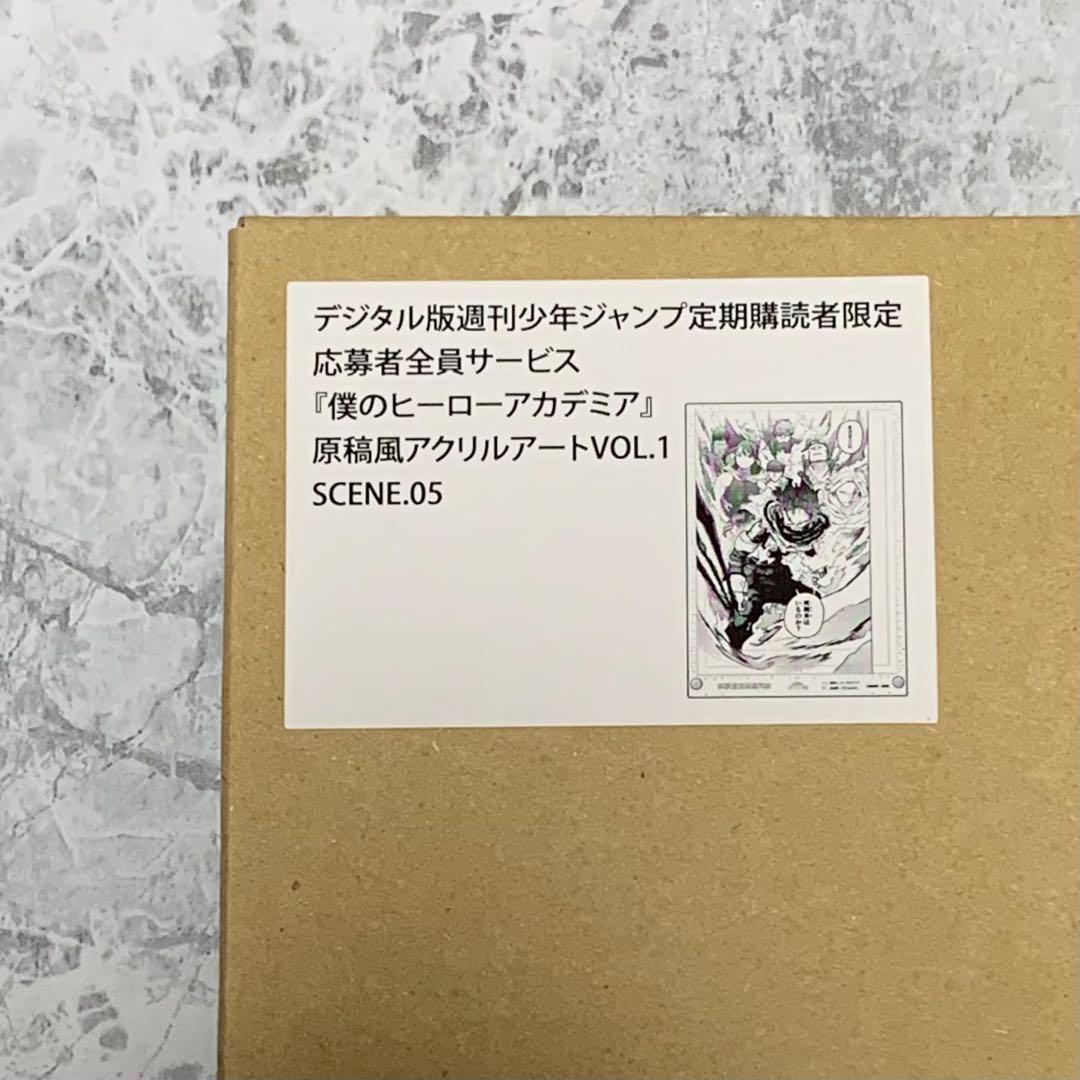 デジタル版週刊少年ジャンプ定期購読者限定
応募者全員サービス
『僕のヒーローアカデミア』
原稿風アクリルアートVOL.1
SCENE.05